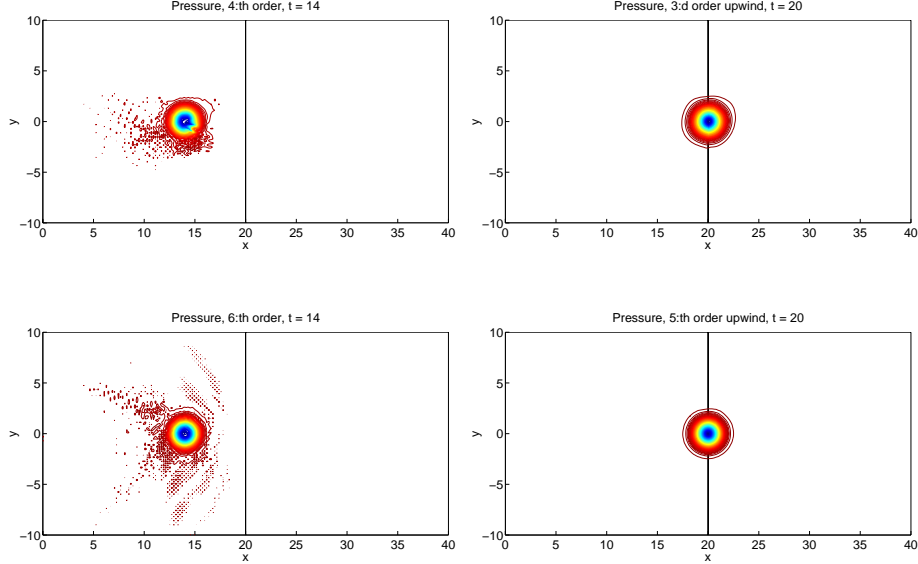 Pressure, 4:th order, t = 14
Pressure, 3:d order upwind, t = 20
10
5
0
−5
−10
y
0 5 10 15 20 25 30 35 40
x
10
5
0
−5
−10
y
0 5 10 15 20 25 30 35 40
x
Pressure, 6:th order, t = 14
Pressure, 5:th order upwind, t = 20
10
5
0
−5
−10
y
0 5 10 15 20 25 30 35 40
x
10
5
0
−5
−10
y
0 5 10 15 20 25 30 35 40
x